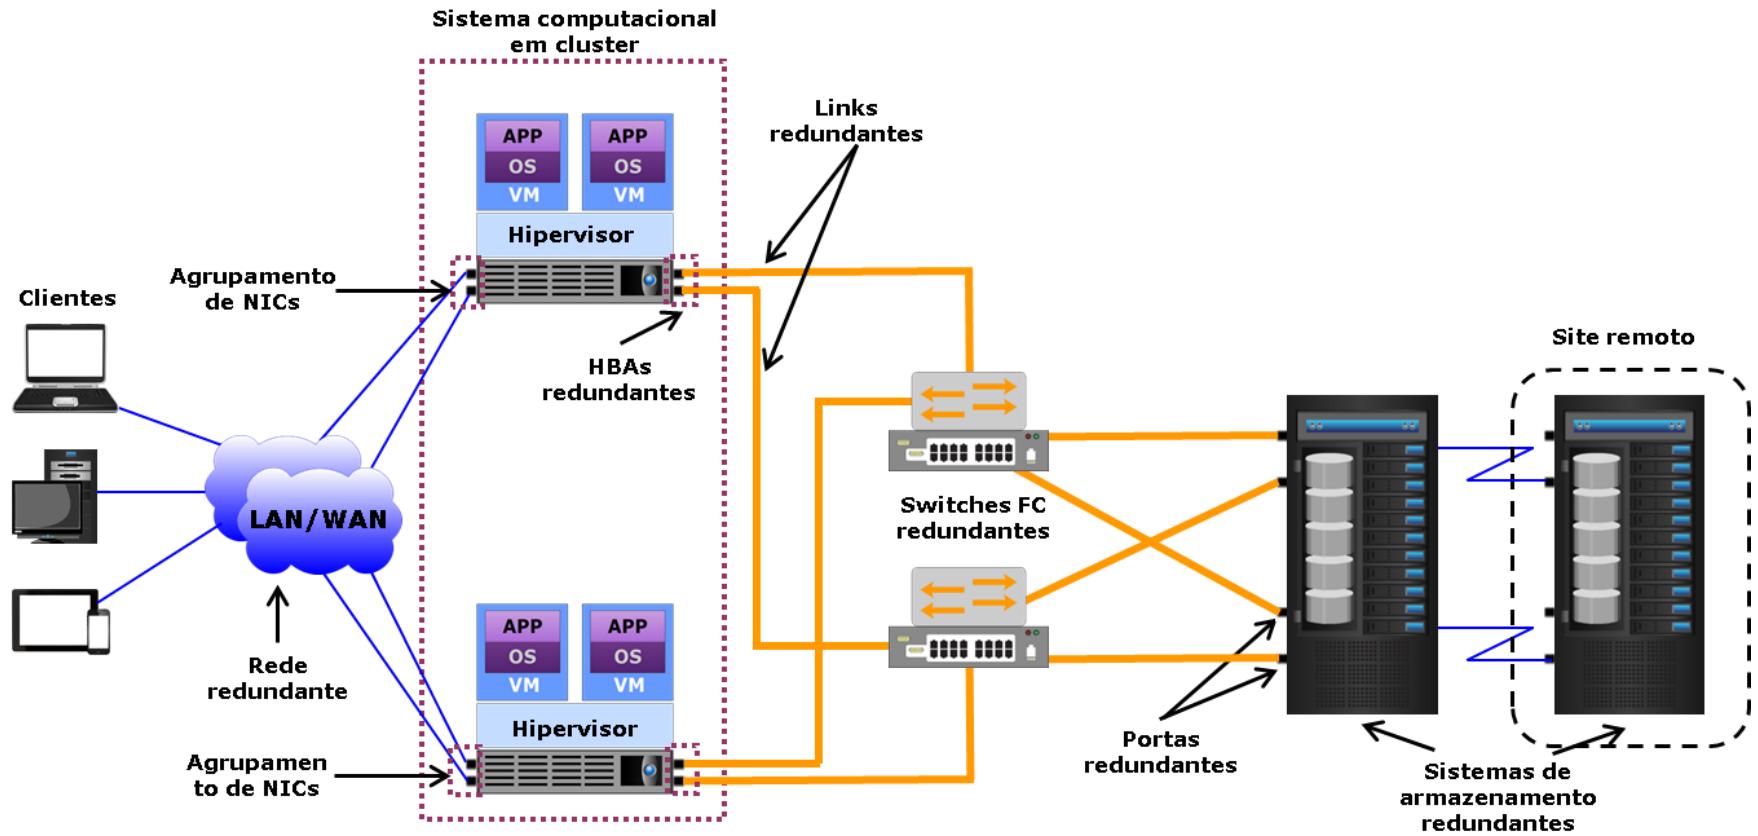 Sistema computacional
em cluster
Links
redundantes
APP
OS
VM
APP
OS
VM
Hipervisor
Agrupamento
de NICs
Clientes
HBAs
redundantes
Site remoto
LAN/WAN
Switches FC
redundantes
APP
OS
VM
APP
OS
VM
Hipervisor
Rede
redundante
Agrupamen
to de NICs
Portas
redundantes
Sistemas de
armazenamento
redundantes